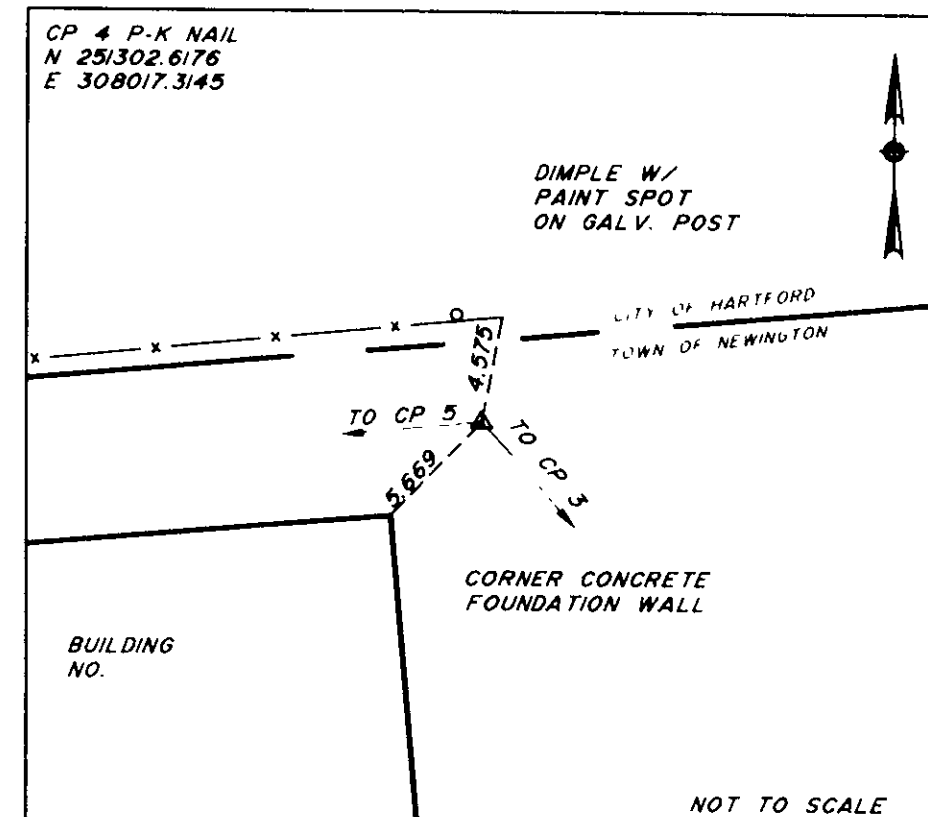 CP 4 P-K NAIL
N 251302.6176
E 308017.3145
DIMPLE W/
PAINT SPOT
ON GALV. POST
CITY OF HARTFORD
TOWN OF NEWINGTON
x x x x
4.575
TO CP 5
TO CP 3
5.669
CORNER CONCRETE
FOUNDATION WALL
BUILDING
NO.
NOT TO SCALE